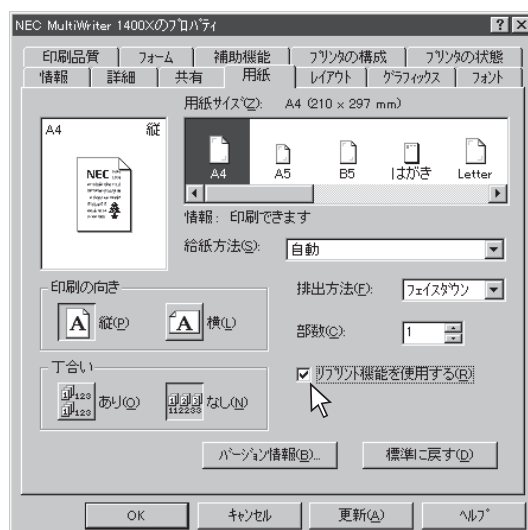 NEC MultiWriter 1400Xのﾌﾟﾛﾊﾟﾃｨ
印刷品質 ﾌｫｰﾑ 補助機能 ﾌﾟﾘﾝﾀの構成 ﾌﾟﾘﾝﾀの状態
情報 詳細 共有 用紙 ﾚｲｱｳﾄ ｸﾞﾗﾌｨｯｸｽ ﾌｫﾝﾄ
用紙ｻｲｽﾞ(Z): A4 (210 x 297 mm)
A4 縦
NEC
A4 A5 B5 はがき Letter
情報: 印刷できます
給紙方法(S): 自動
印刷の向き
縦(P) 横(L)
排出方法(F): ﾌｪｲｽﾀﾞｳﾝ
部数(C): 1
丁合い
あり(O) なし(N)
ﾘﾌﾟﾘﾝﾄ機能を使用する(R)
ﾊﾞｰｼﾞｮﾝ情報(B)... 標準に戻す(D)
OK ｷｬﾝｾﾙ 更新(A) ﾍﾙﾌﾟ